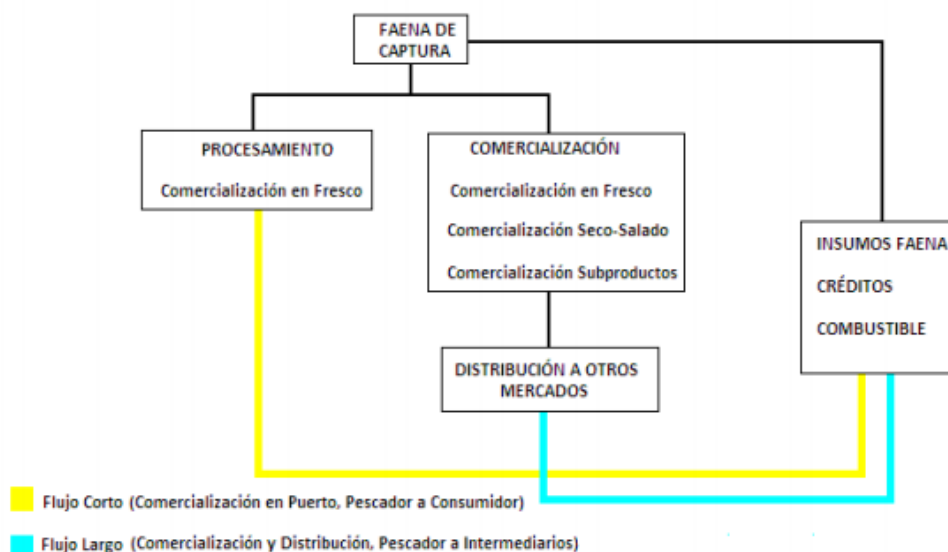 FAENA DE
CAPTURA
PROCESAMIENTO
Comercialización en Fresco
COMERCIALIZACIÓN
Comercialización en Fresco
Comercialización Seco-Salado
Comercialización Subproductos
INSUMOS FAENA
CRÉDITOS
COMBUSTIBLE
DISTRIBUCIÓN A OTROS
MERCADOS
Flujo Corto (Comercialización en Puerto, Pescador a Consumidor)
Flujo Largo (Comercialización y Distribución, Pescador a Intermediarios)